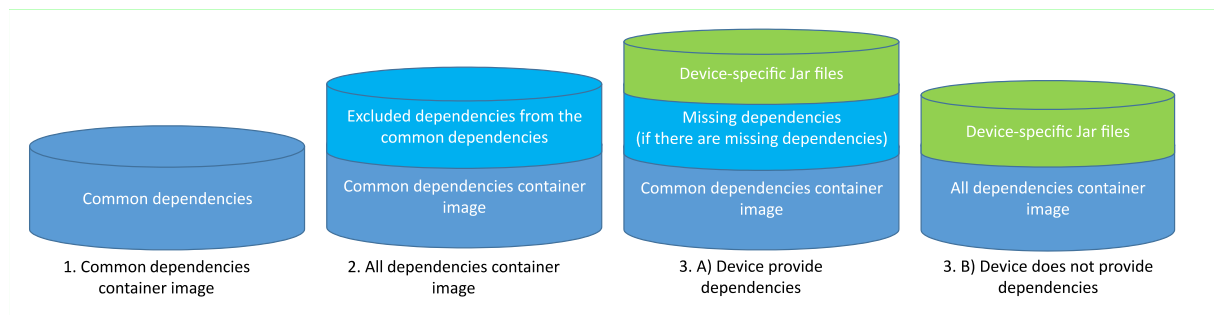 Common dependencies
1. Common dependencies
container image
Excluded dependencies from the
common dependencies
Common dependencies container
image
2. All dependencies container
image
Device-specific Jar files
Missing dependencies
(if there are missing dependencies)
Common dependencies container
image
3. A) Device provide
dependencies
Device-specific Jar files
All dependencies container
image
3. B) Device does not provide
dependencies